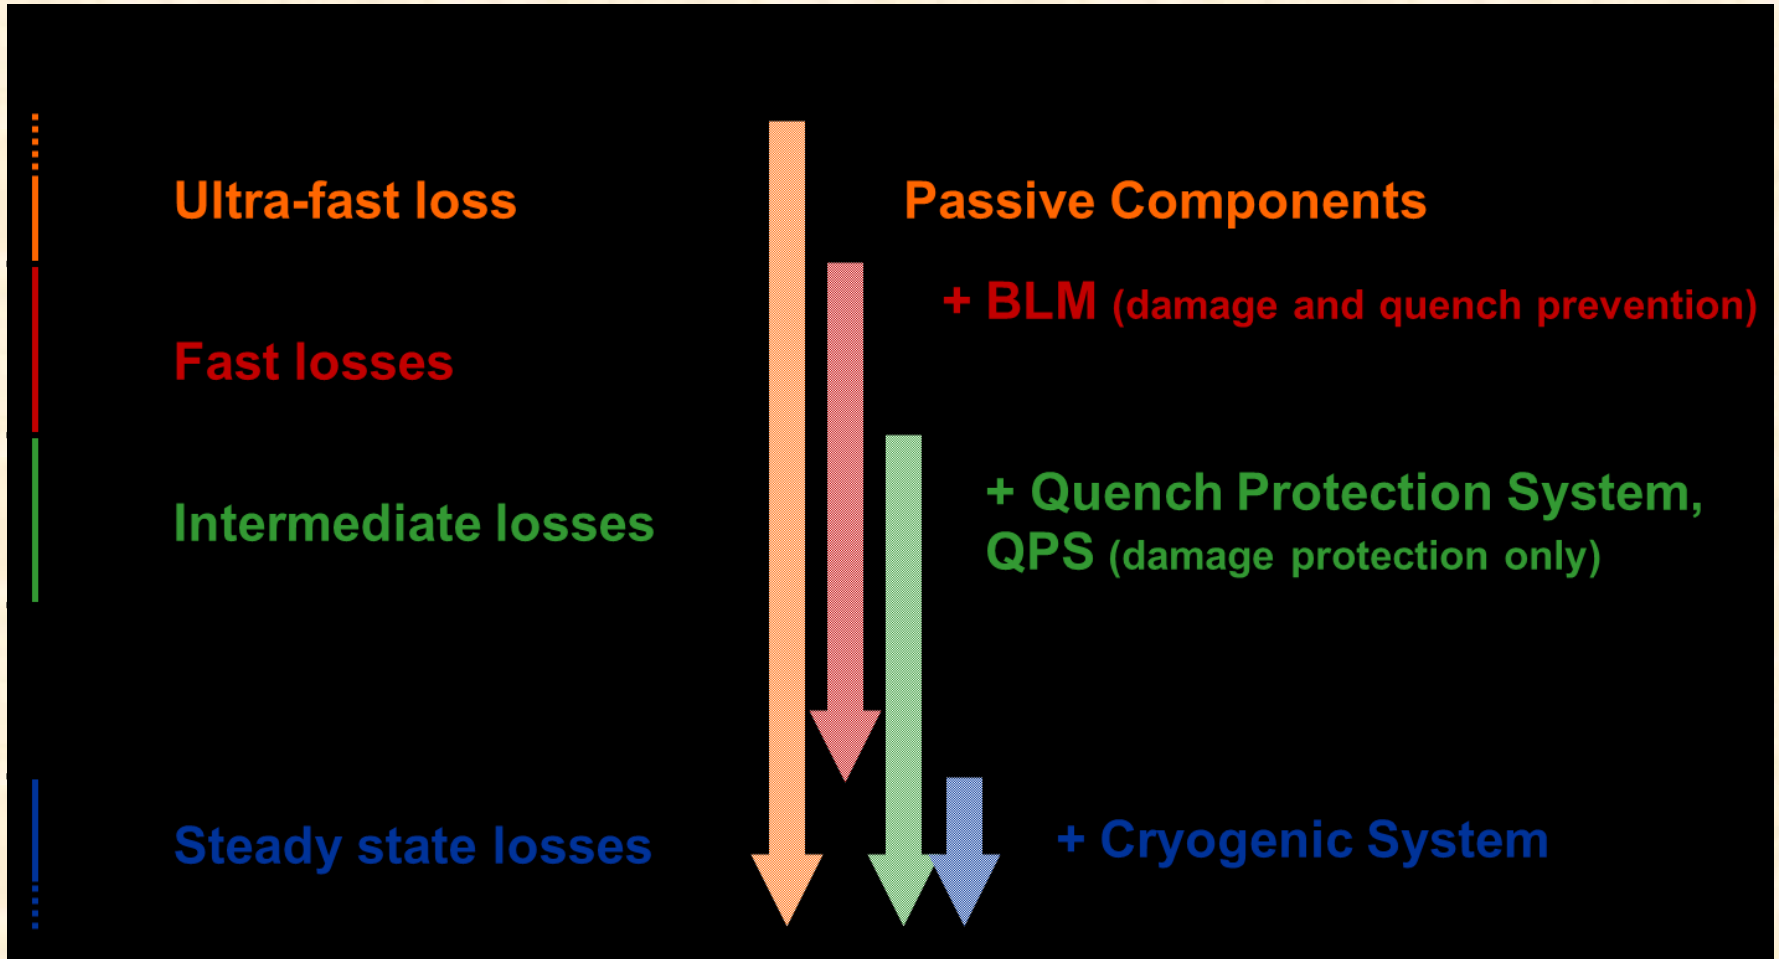 Ultra-fast loss
Passive Components
+ BLM (damage and quench prevention)
Fast losses
+ Quench Protection System,
QPS (damage protection only)
Intermediate losses
Steady state losses
+ Cryogenic System